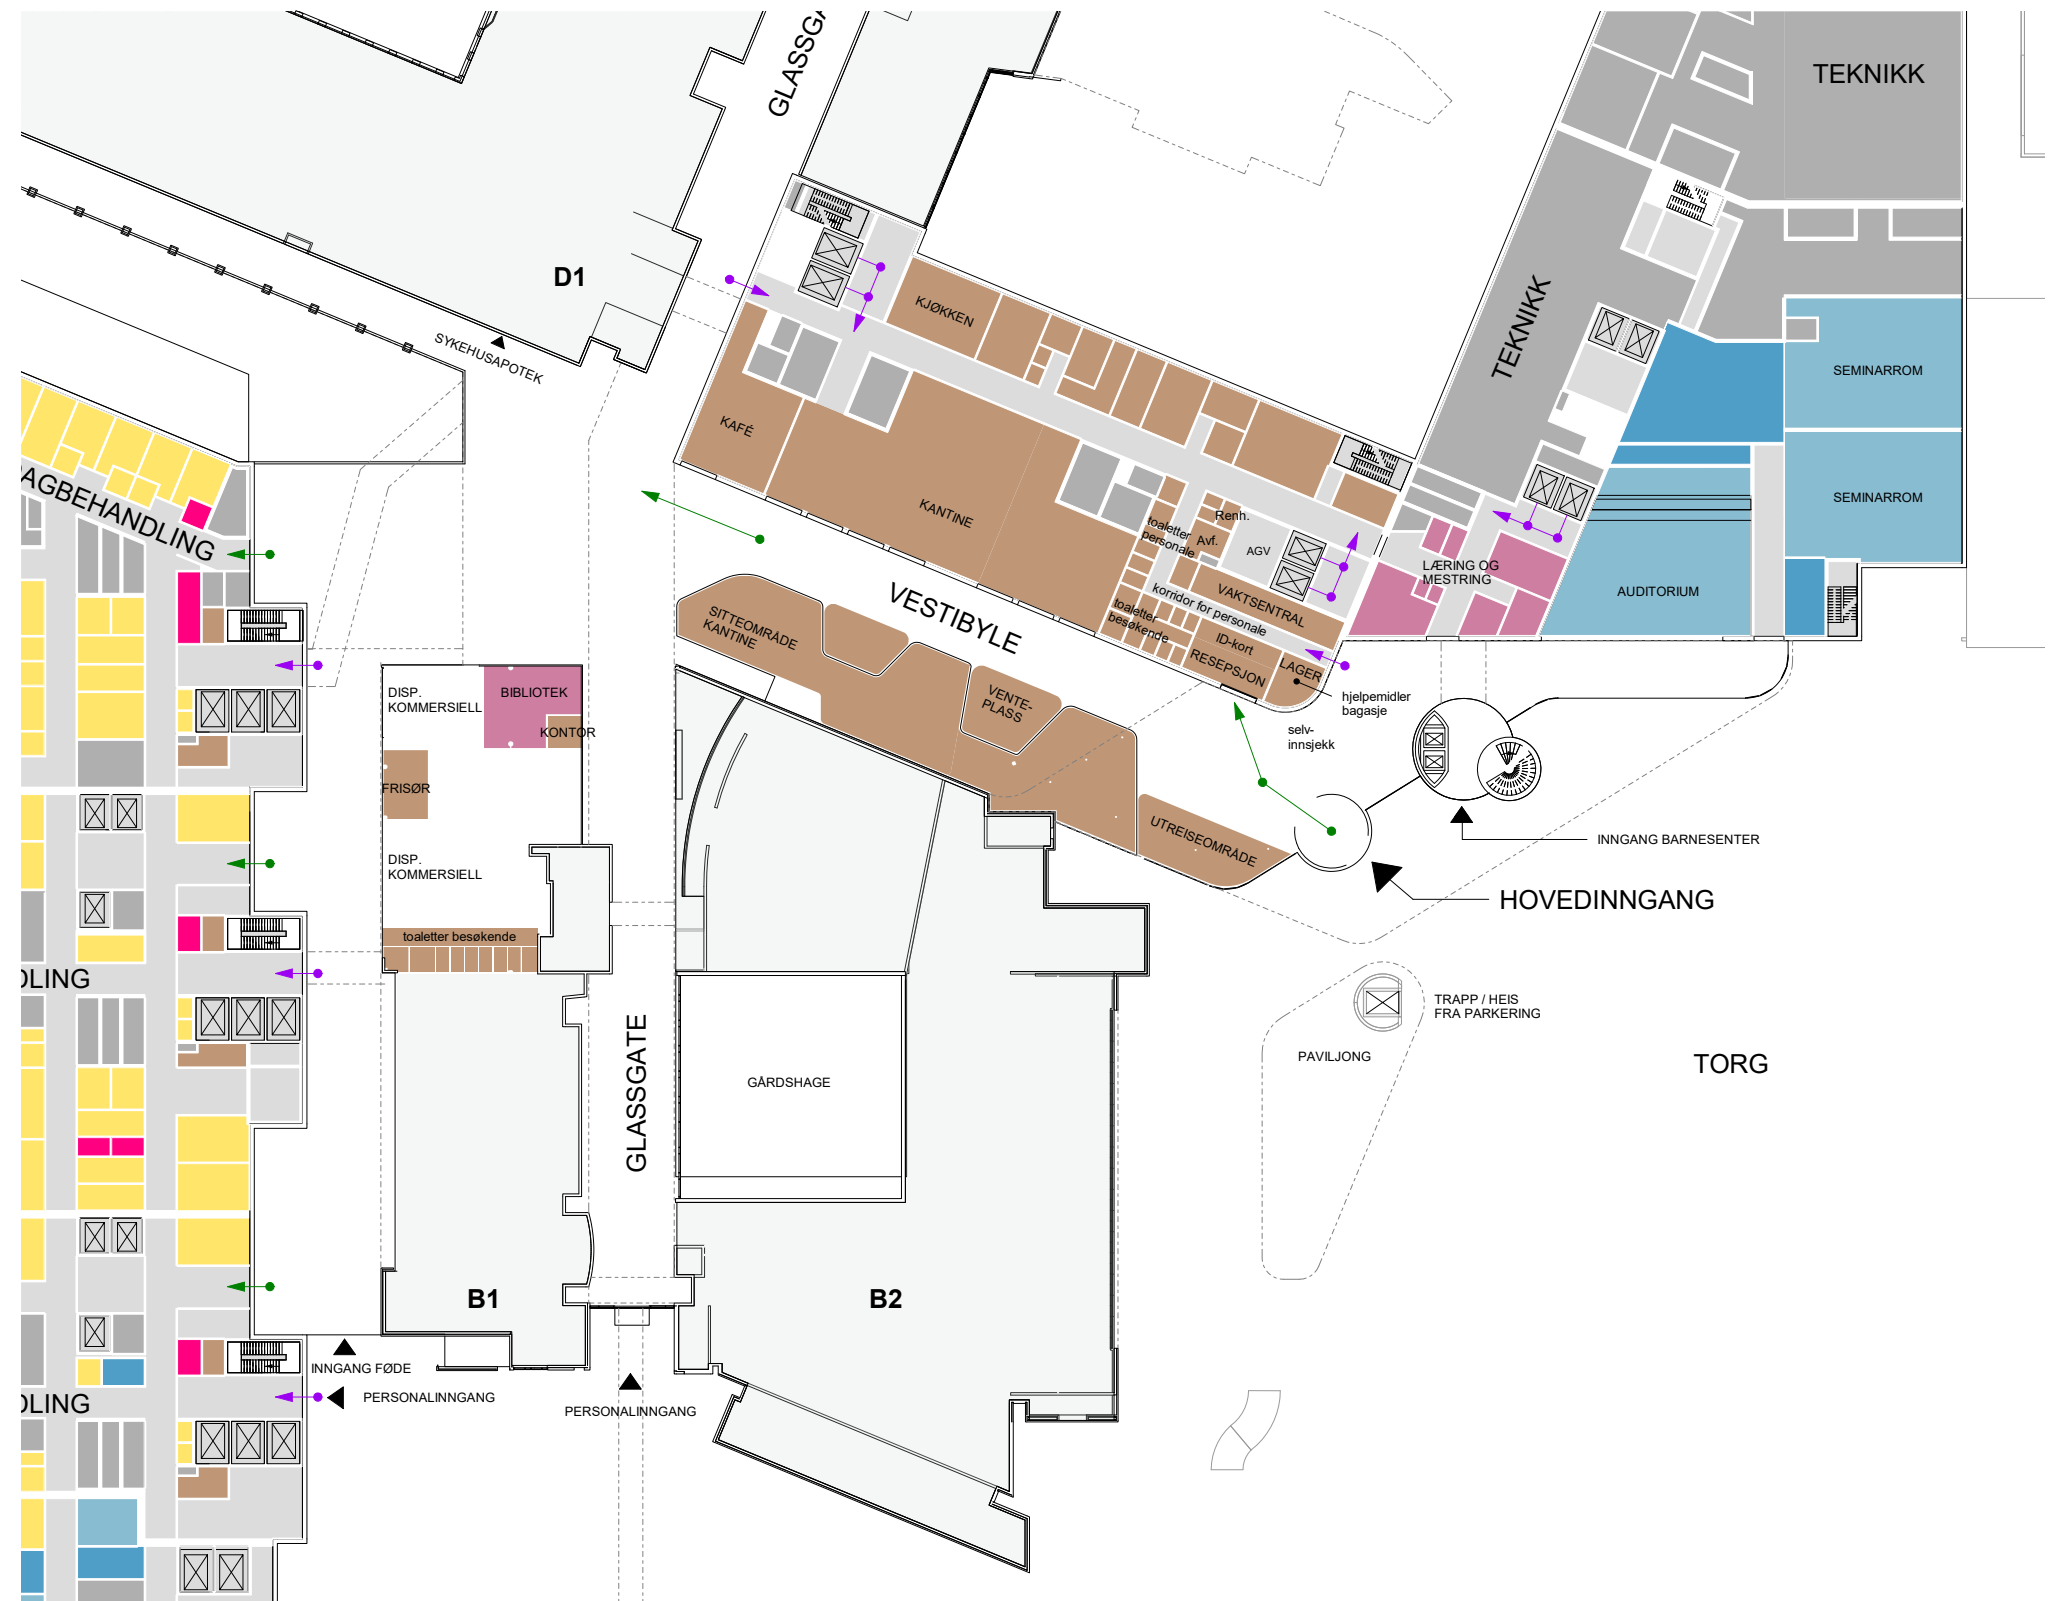 GLASSGA
TEKNIKK
D1
SYKEHUSAPOTEK
KJØKKEN
TEKNIKK
SEMINARROM
KAFÉ
AGBEHANDLING
KANTINE
SEMINARROM
Renh.
toaletter
personale
Avf.
AGV
LÆRING OG
MESTRING
AUDITORIUM
VAKTSENTRAL
korridor for personale
toaletter
besøkende
ID-kort
RESEPSJON
LAGER
VESTIBYLE
SITTEOMRÅDE
KANTINE
VENTE-
PLASS
hjelpemidler
bagasje
selv-
innsjekk
DISP.
KOMMERSIELL
BIBLIOTEK
KONTOR
FRISØR
DISP.
KOMMERSIELL
UTREISEOMRÅDE
INNGANG BARNESENTER
HOVEDINNGANG
toaletter besøkende
DLING
TRAPP / HEIS
FRA PARKERING
PAVILJONG
TORG
GLASSGATE
GÅRDSHAGE
B1
B2
INNGANG FØDE
PERSONALINNGANG
PERSONALINNGANG
DLING